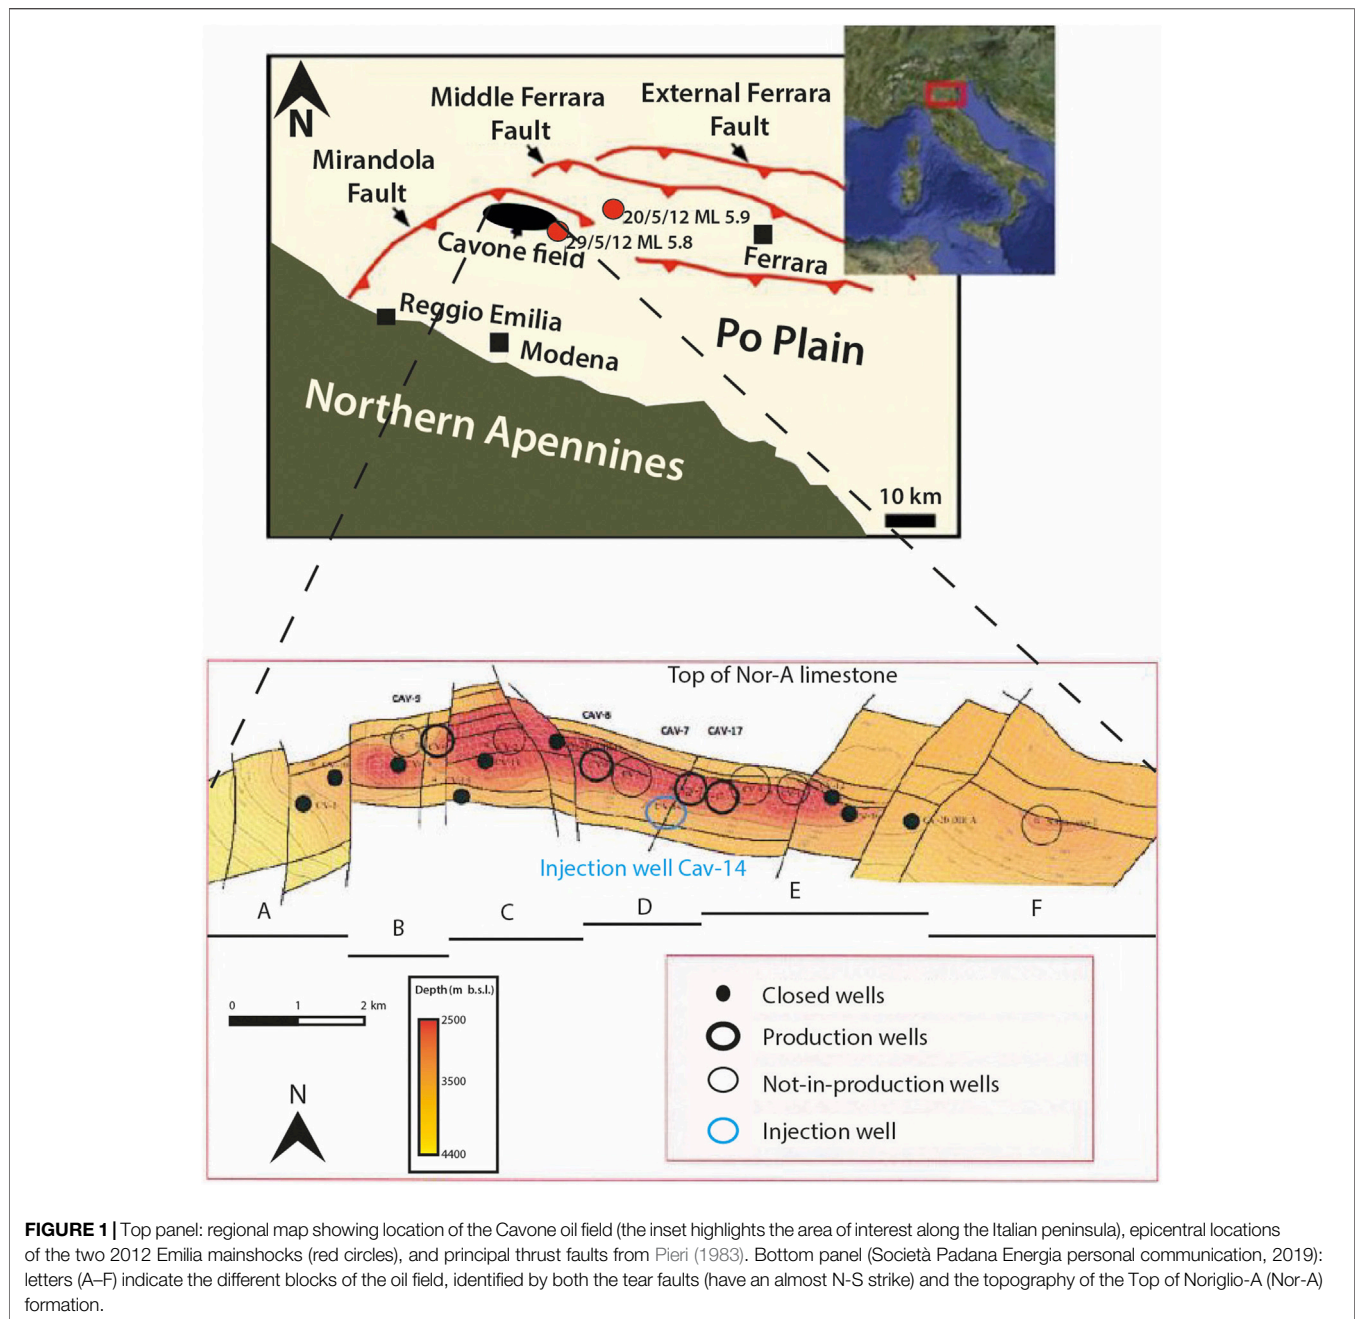 Middle Ferrara
Fault
External Ferrara
Fault
N
Mirandola
Fault
20/5/12 ML 5.9
29/5/12 ML 5.8
Cavone field
Ferrara
Reggio Emilia
Modena
Po Plain
Northern Apennines
10 km
Top of Nor-A limestone
CAV-9
CAV-8
CAV-7
CAV-17
Injection well Cav-14
A
B
C
D
E
F
0 1 2 km
Depth (m b.s.l.)
2500
3500
4400
N
Closed wells
Production wells
Not-in-production wells
Injection well
FIGURE 1 | Top panel: regional map showing location of the Cavone oil field (the inset highlights the area of interest along the Italian peninsula), epicentral locations
of the two 2012 Emilia mainshocks (red circles), and principal thrust faults from Pieri (1983). Bottom panel (Società Padana Energia personal communication, 2019):
letters (A–F) indicate the different blocks of the oil field, identified by both the tear faults (have an almost N-S strike) and the topography of the Top of Noriglio-A (Nor-A)
formation.